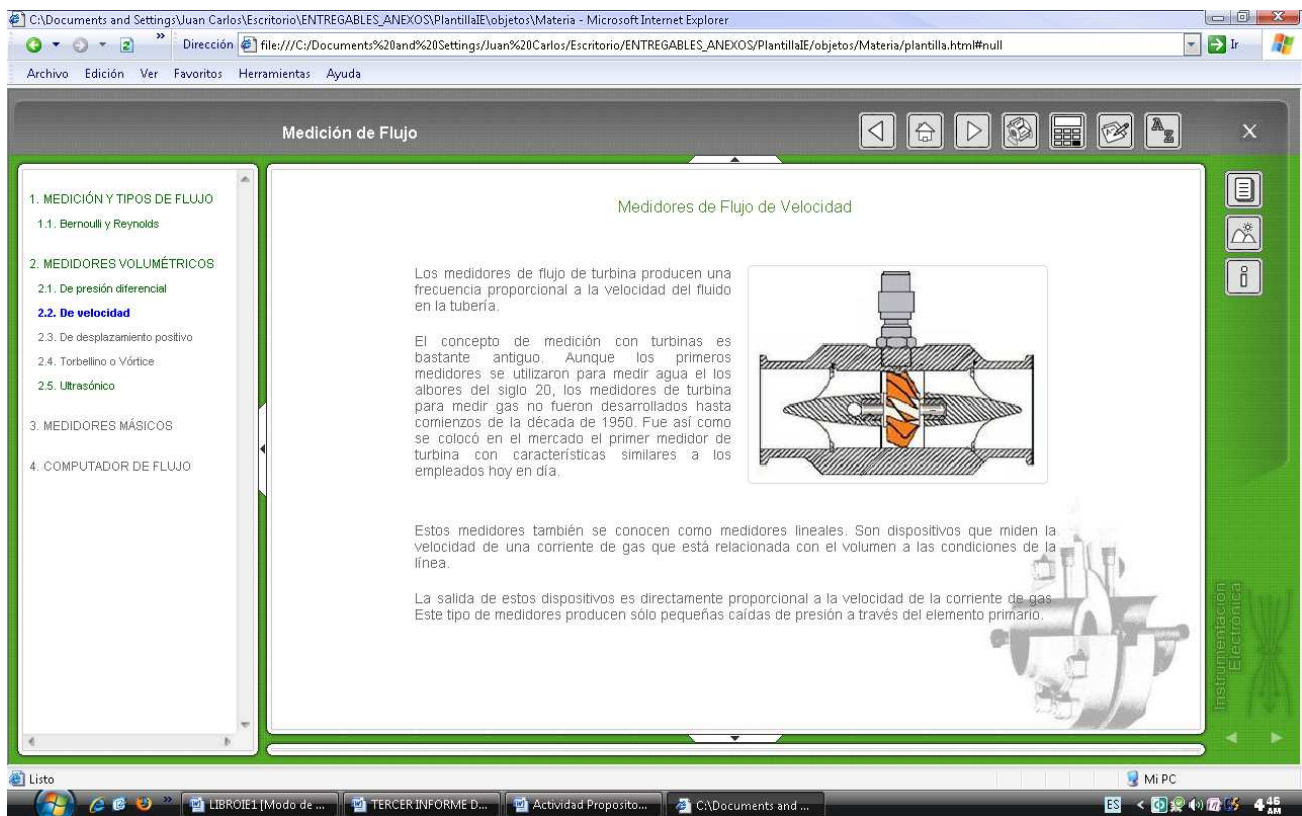 C:\Documents and Settings\Juan Carlos\Escritorio\ENTREGABLES_ANEXOS\PlantillaIE\objetos\Materia - Microsoft Internet Explorer
»
Dirección
file:///C:/Documents%20and%20Settings/Juan%20Carlos/Escritorio/ENTREGABLES_ANEXOS/PlantillaIE/objetos/Materia/plantilla.html#null
Ir
Archivo Edición Ver Favoritos Herramientas Ayuda
Medición de Flujo
A Z
X
1. MEDICIÓN Y TIPOS DE FLUJO
1.1. Bernoulli y Reynolds
2. MEDIDORES VOLUMÉTRICOS
2.1. De presión diferencial
2.2. De velocidad
2.3. De desplazamiento positivo
2.4. Torbellino o Vórtice
2.5. Ultrasónico
3. MEDIDORES MÁSICOS
4. COMPUTADOR DE FLUJO
Medidores de Flujo de Velocidad
Los medidores de flujo de turbina producen una
frecuencia proporcional a la velocidad del fluido
en la tubería.
El concepto de medición con turbinas es
bastante antiguo. Aunque los primeros
medidores se utilizaron para medir agua el los
albores del siglo 20, los medidores de turbina
para medir gas no fueron desarrollados hasta
comienzos de la década de 1950. Fue así como
se colocó en el mercado el primer medidor de
turbina con características similares a los
empleados hoy en día.
Estos medidores también se conocen como medidores lineales. Son dispositivos que miden la
velocidad de una corriente de gas que está relacionada con el volumen a las condiciones de la
línea.
La salida de estos dispositivos es directamente proporcional a la velocidad de la corriente de gas.
Este tipo de medidores producen sólo pequeñas caídas de presión a través del elemento primario.
Instrumentación
Electrónica
Listo
Mi PC
»
LIBROIE1 [Modo de ...
TERCER INFORME D...
Actividad Proposito...
C:\Documents and ...
ES
<
4:46
AM